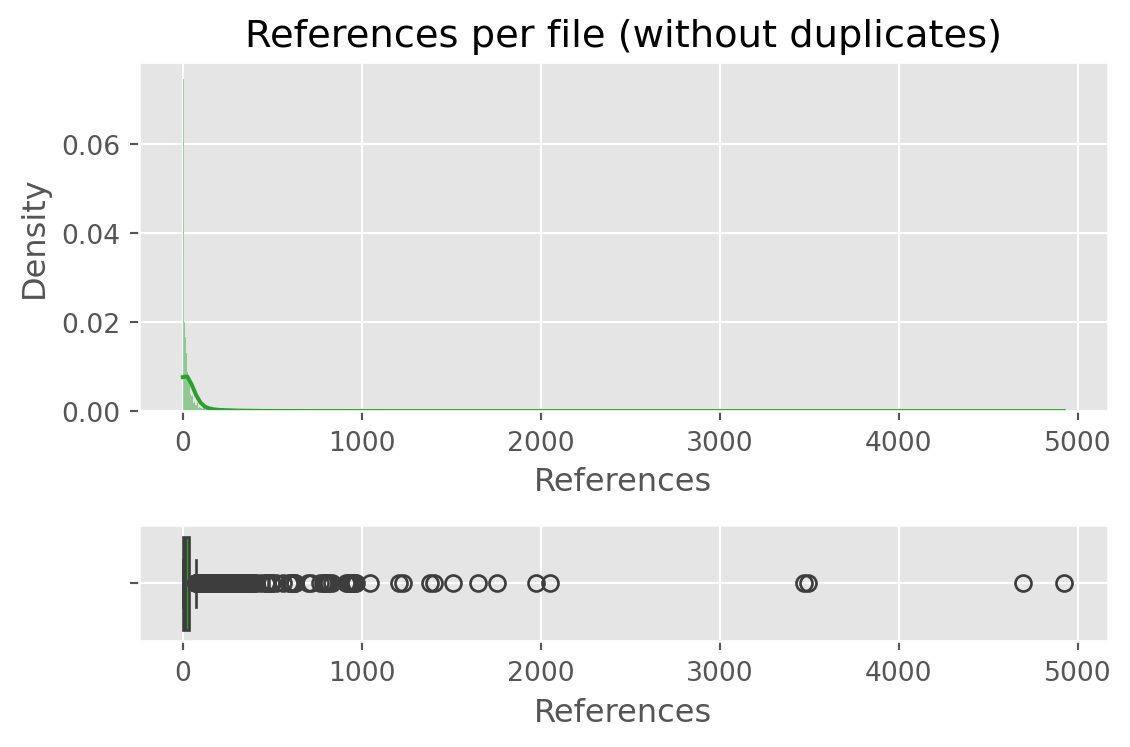 References per file (without duplicates)
Density
0.06
0.04
0.02
0.00
0 1000 2000 3000 4000 5000
References
0 1000 2000 3000 4000 5000
References